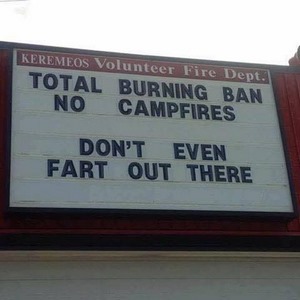 KEREMEOS Volunteer Fire Dept.
TOTAL BURNING BAN
NO CAMPFIRES
DON'T EVEN
FART OUT THERE